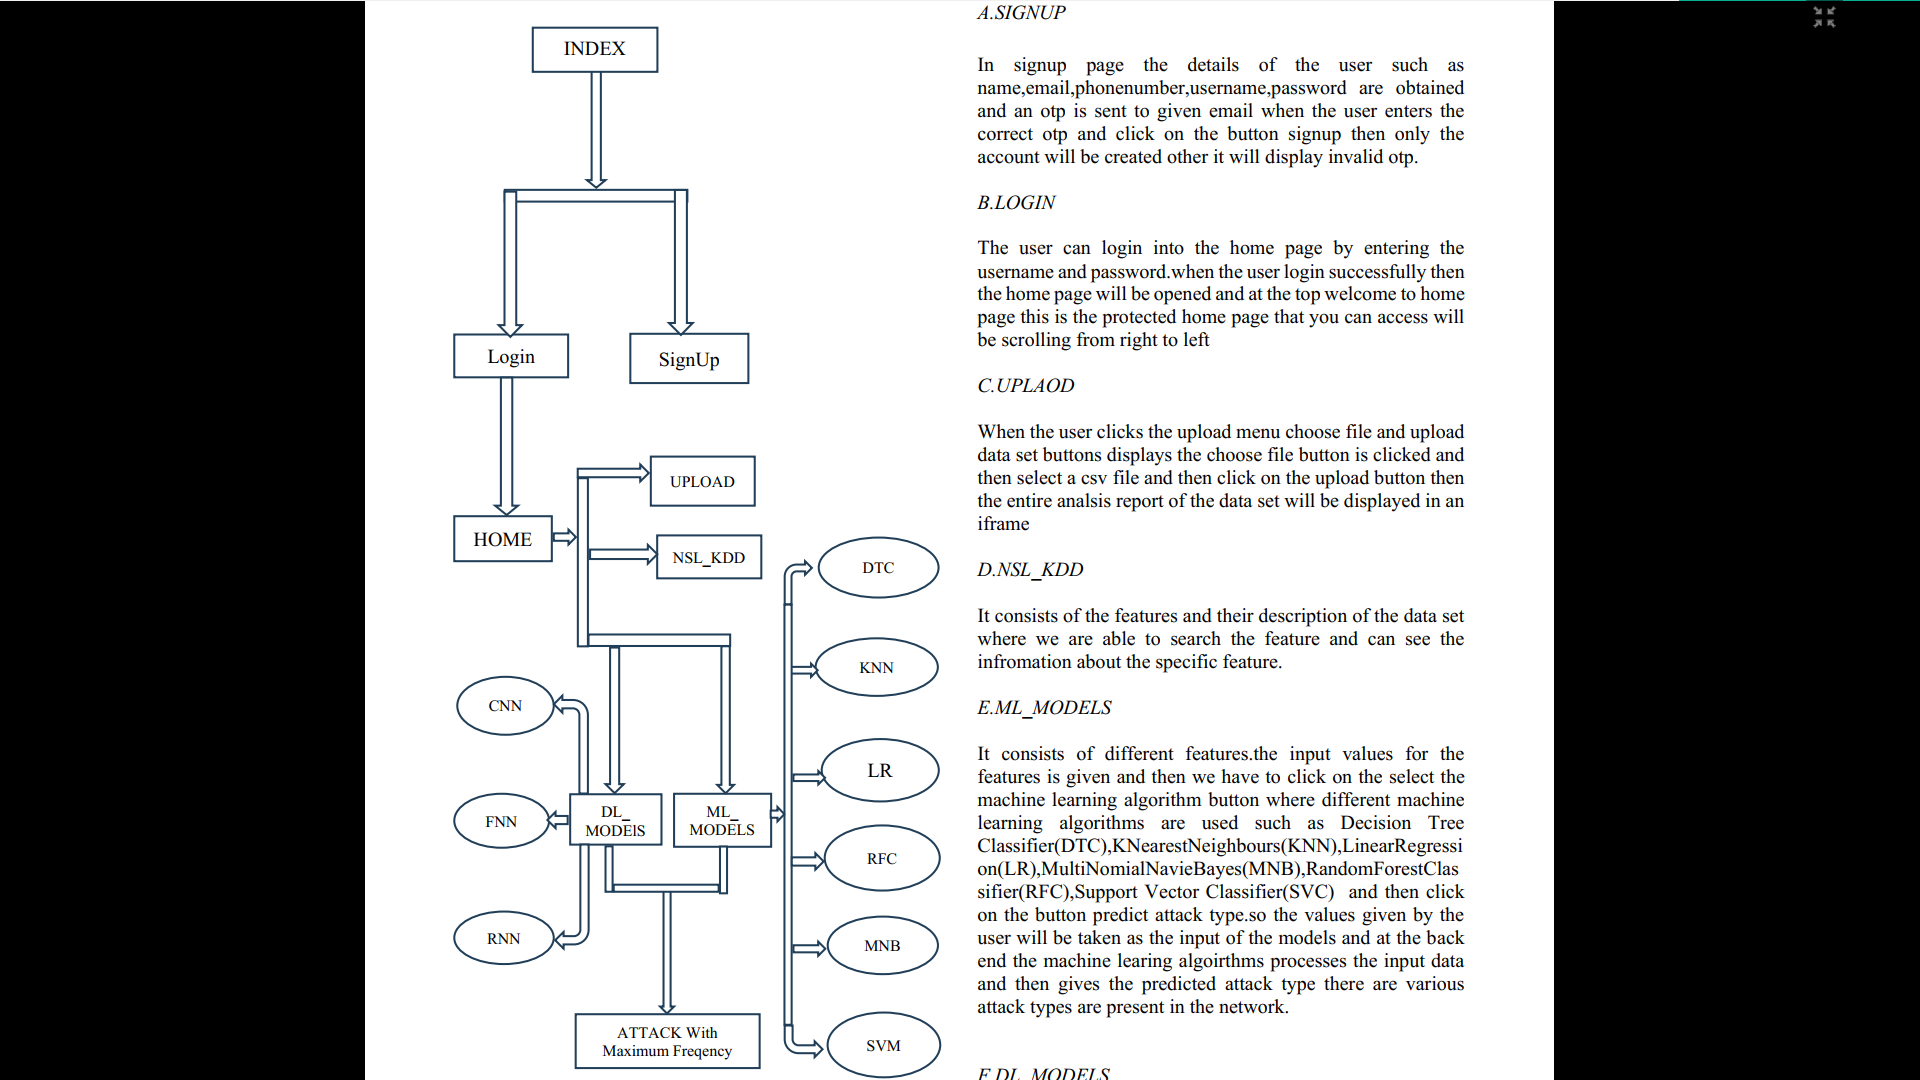 INDEX
Login
SignUp
UPLOAD
HOME
NSL_KDD
DTC
KNN
CNN
LR
DL_
MODElS
ML_
MODELS
FNN
RFC
RNN
MNB
ATTACK With
Maximum Freqency
SVM
A.SIGNUP
In signup page the details of the user such as
name,email,phonenumber,username,password are obtained
and an otp is sent to given email when the user enters the
correct otp and click on the button signup then only the
account will be created other it will display invalid otp.
B.LOGIN
The user can login into the home page by entering the
username and password.when the user login successfully then
the home page will be opened and at the top welcome to home
page this is the protected home page that you can access will
be scrolling from right to left
C.UPLAOD
When the user clicks the upload menu choose file and upload
data set buttons displays the choose file button is clicked and
then select a csv file and then click on the upload button then
the entire analsis report of the data set will be displayed in an
iframe
D.NSL_KDD
It consists of the features and their description of the data set
where we are able to search the feature and can see the
infromation about the specific feature.
E.ML_MODELS
It consists of different features.the input values for the
features is given and then we have to click on the select the
machine learning algorithm button where different machine
learning algorithms are used such as Decision Tree
Classifier(DTC),KNearestNeighbours(KNN),LinearRegressi
on(LR),MultiNomialNavieBayes(MNB),RandomForestClas
sifier(RFC),Support Vector Classifier(SVC) and then click
on the button predict attack type.so the values given by the
user will be taken as the input of the models and at the back
end the machine learing algoirthms processes the input data
and then gives the predicted attack type there are various
attack types are present in the network.
F.DL_MODELS